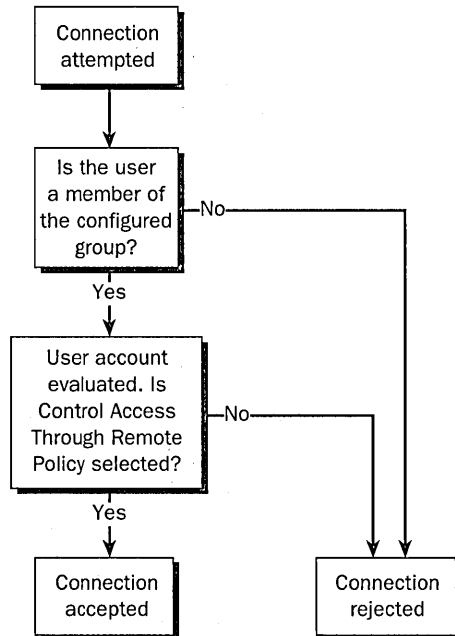 Connection
attempted
Is the user
a member of
the configured
group?
No
Yes
User account
evaluated. Is
Control Access
Through Remote
Policy selected?
No
Yes
Connection
accepted
Connection
rejected